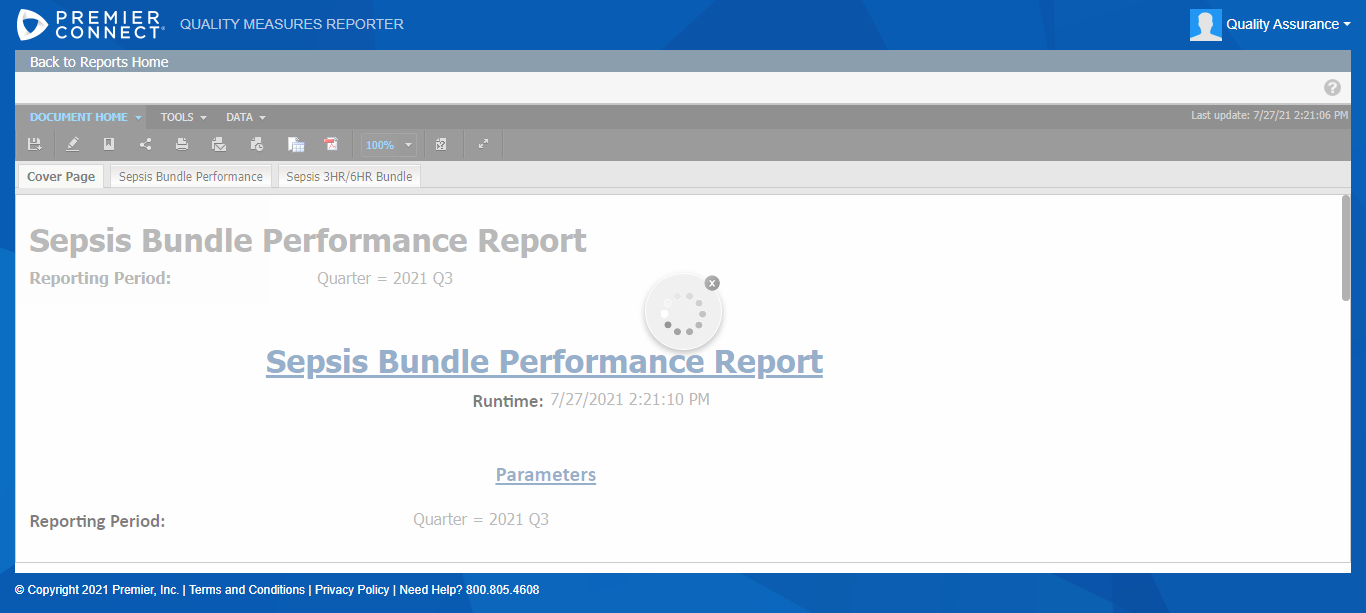 PREMIER
CONNECT® QUALITY MEASURES REPORTER
Quality Assurance
Back to Reports Home
?
DOCUMENT HOME TOOLS DATA
Last update: 7/27/21 2:21:06 PM
100%
Cover Page Sepsis Bundle Performance Sepsis 3HR/6HR Bundle
Sepsis Bundle Performance Report
Reporting Period: Quarter = 2021 Q3
x
Sepsis Bundle Performance Report
Runtime: 7/27/2021 2:21:10 PM
Parameters
Reporting Period: Quarter = 2021 Q3
© Copyright 2021 Premier, Inc. | Terms and Conditions | Privacy Policy | Need Help? 800.805.4608